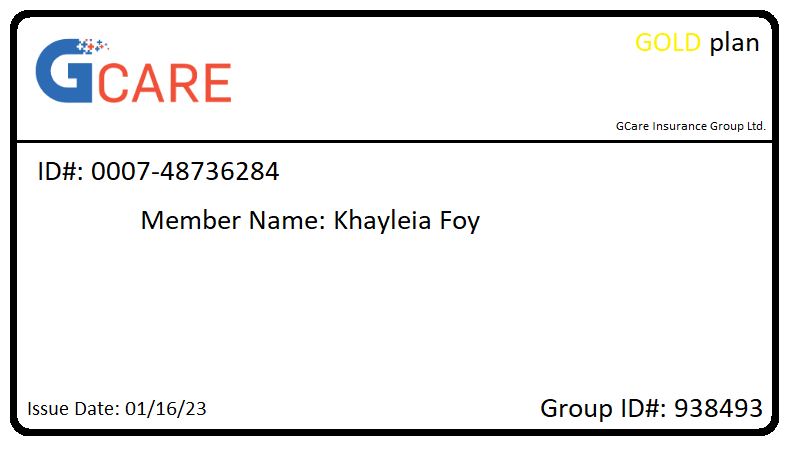 GCARE
GOLD plan
GCare Insurance Group Ltd.
ID#: 0007-48736284
Member Name: Khayleia Foy
Issue Date: 01/16/23
Group ID#: 938493